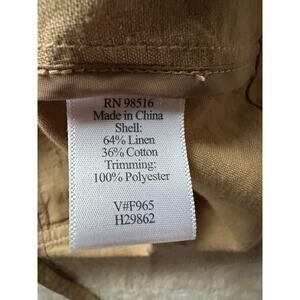 RN 98516
Made in China
Shell:
64% Linen
36% Cotton
Trimming:
100% Polyester
V#F965
H29862